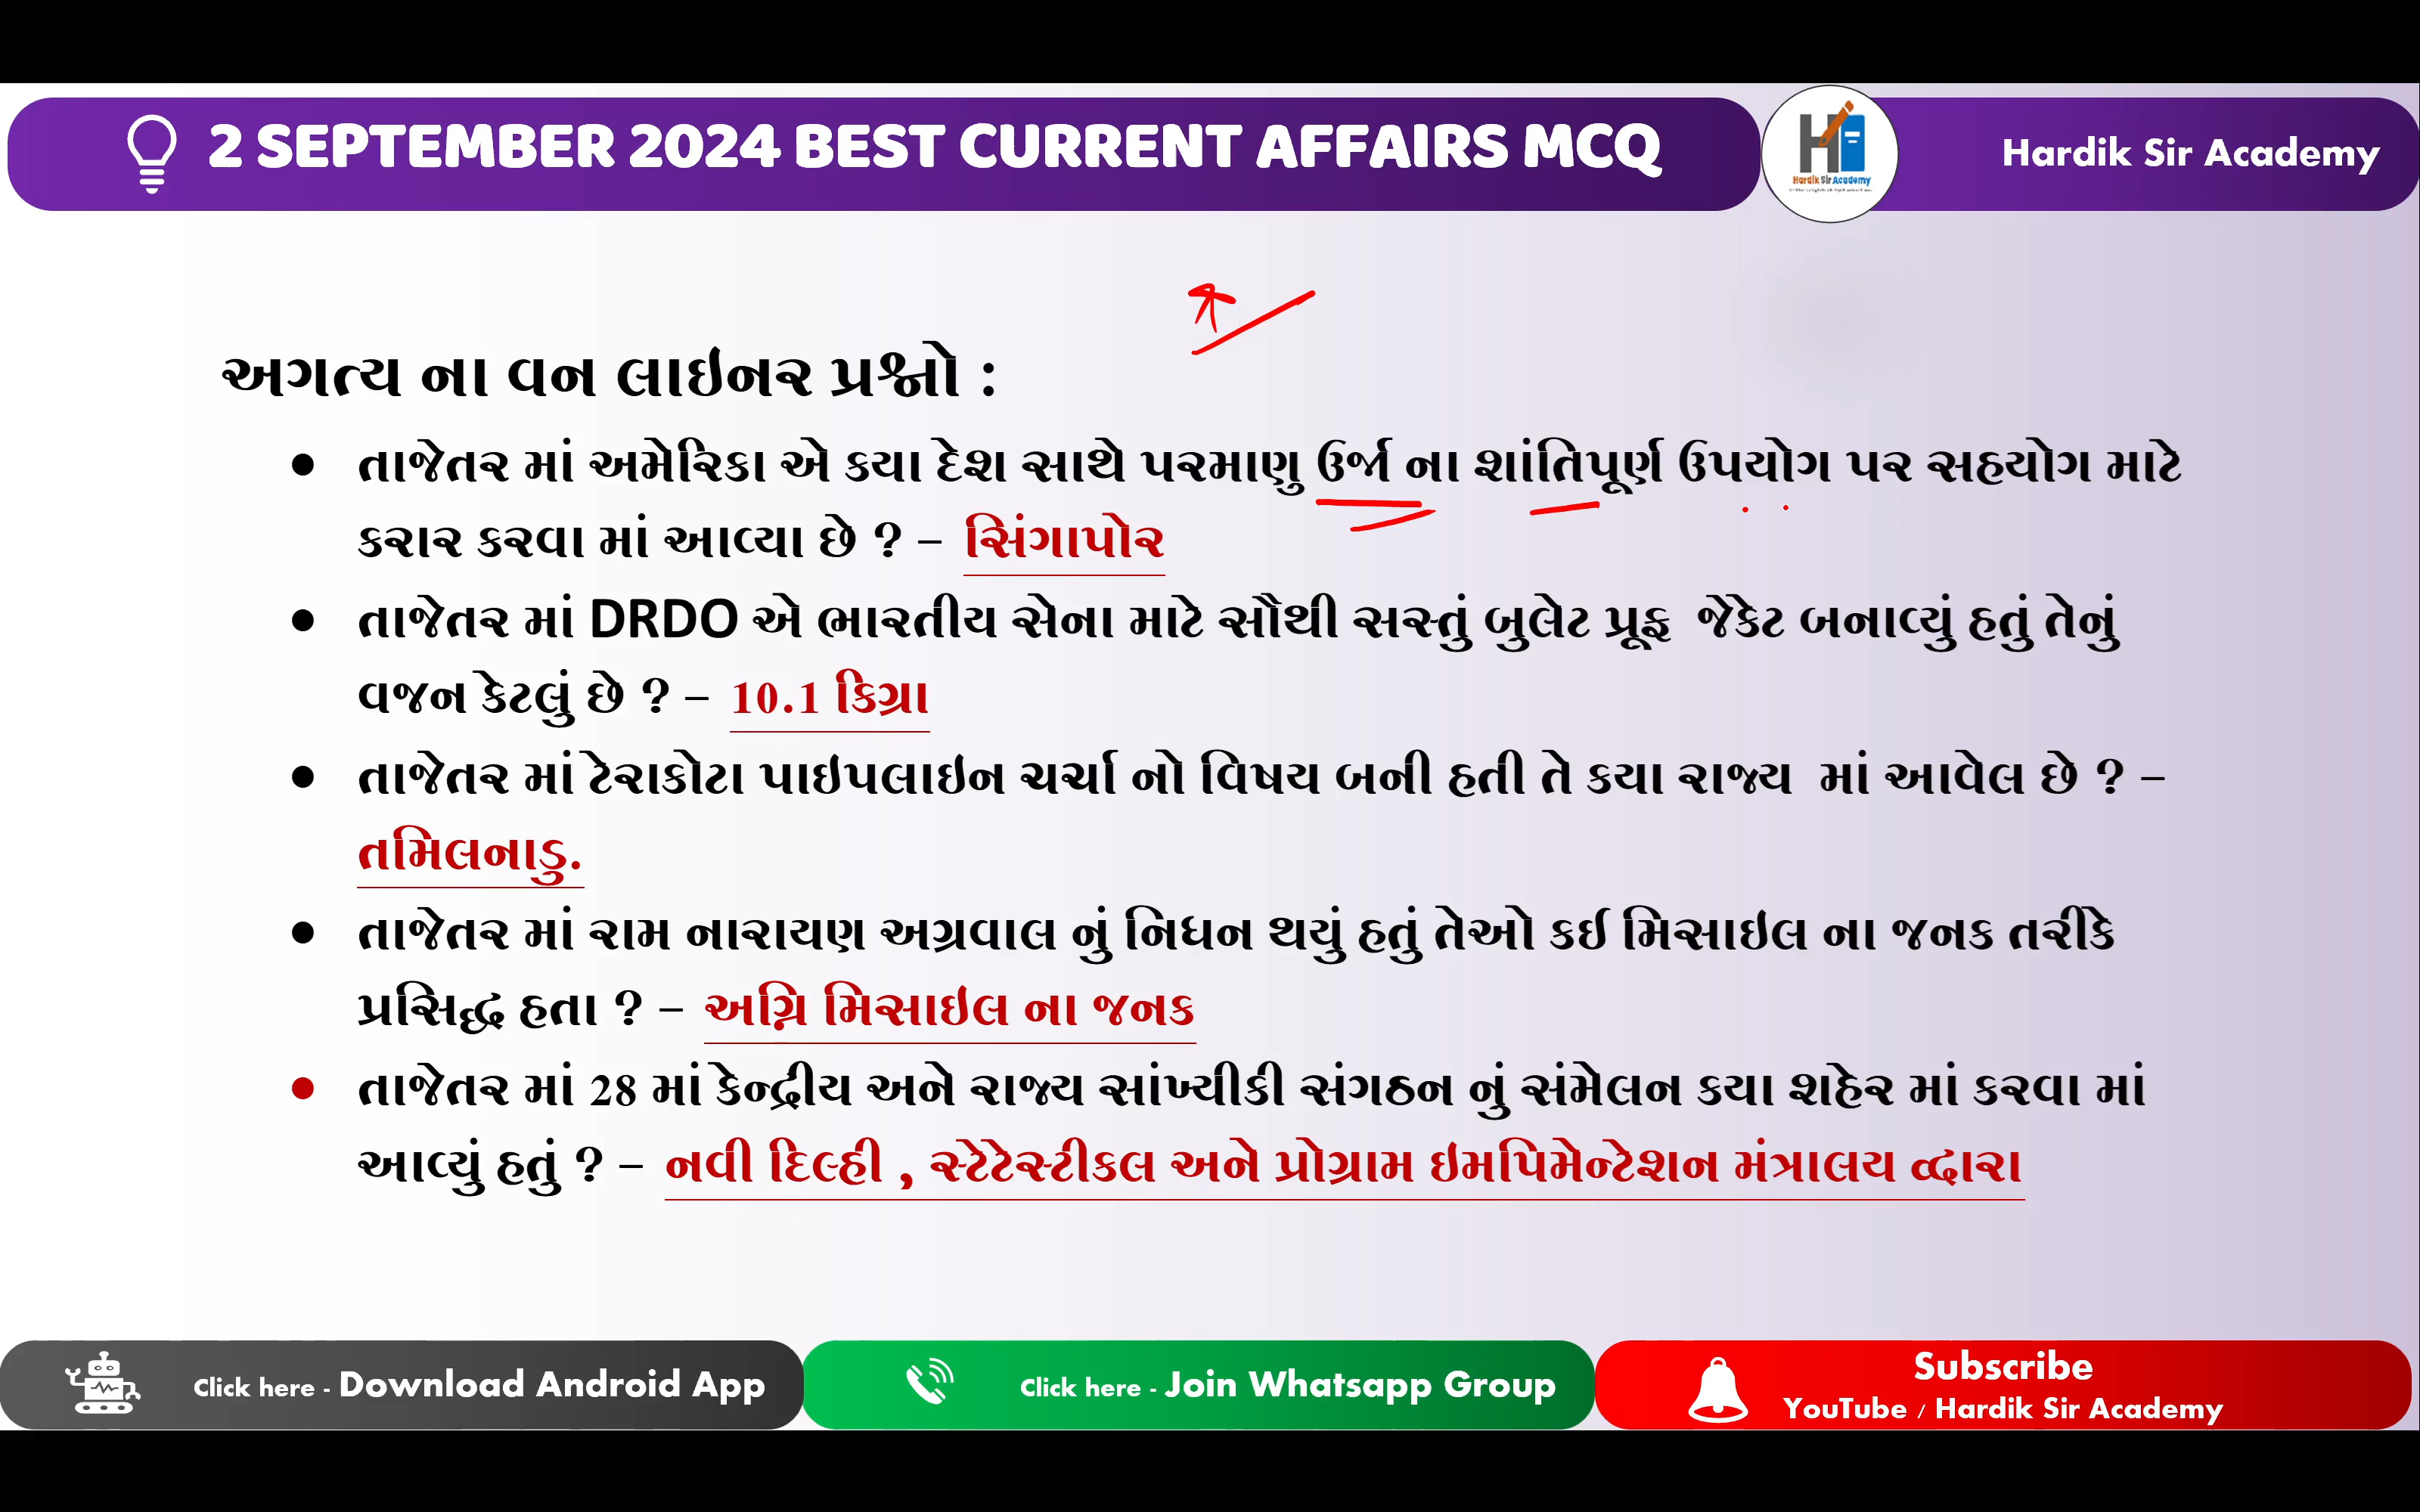 2 SEPTEMBER 2024 BEST CURRENT AFFAIRS MCQ
Hardik Sir Academy
Hardik Sir Academy
અગત્ય ના વન લાઇનર પ્રશ્નો :
• તાજેતર માં અમેરિકા એ કયા દેશ સાથે પરમાણુ ઉર્જા ના શાંતિપૂર્ણ ઉપયોગ પર સહયોગ માટે
કરાર કરવા માં આવ્યા છે ? – સિંગાપોર
• તાજેતર માં DRDO એ ભારતીય સેના માટે સૌથી સસ્તું બુલેટ પ્રૂફ જેકેટ બનાવ્યું હતું તેનું
વજન કેટલું છે ? – 10.1 કિગ્રા
• તાજેતર માં ટેરાકોટા પાઇપલાઇન ચર્ચા નો વિષય બની હતી તે કયા રાજ્ય માં આવેલ છે ? –
તમિલનાડુ.
• તાજેતર માં રામ નારાયણ અગ્રવાલ નું નિધન થયું હતું તેઓ કઈ મિસાઇલ ના જનક તરીકે
પ્રસિદ્ધ હતા ? – અગ્નિ મિસાઇલ ના જનક
• તાજેતર માં 28 માં કેન્દ્રીય અને રાજ્ય સાંખ્યીકી સંગઠન નું સંમેલન કયા શહેર માં કરવા માં
આવ્યું હતું ? – નવી દિલ્હી , સ્ટેટેસ્ટીકલ અને પ્રોગ્રામ ઇમપિમેન્ટેશન મંત્રાલય ત્વારા
Click here - Download Android App
Click here - Join Whatsapp Group
Subscribe
YouTube / Hardik Sir Academy